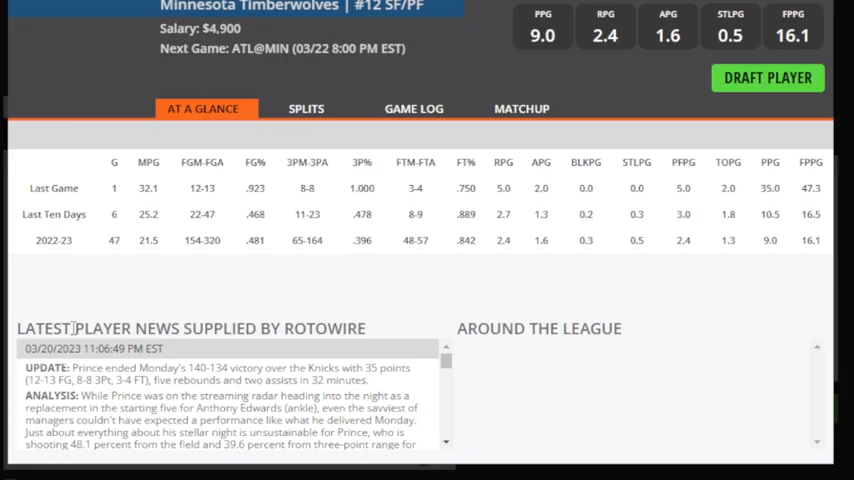 Minnesota Timberwolves | #12 SF/PF
Salary: $4,900
Next Game: ATL@MIN (03/22 8:00 PM EST)
PPG RPG APG STLPG FPPG
9.0 2.4 1.6 0.5 16.1
DRAFT PLAYER
AT A GLANCE SPLITS GAME LOG MATCHUP
G MPG FGM-FGA FG% 3PM-3PA 3P% FTM-FTA FT% RPG APG BLKPG STLPG PFPG TOPG PPG FPPG
Last Game 1 32.1 12-13 .923 8-8 1.000 3-4 .750 5.0 2.0 0.0 0.0 5.0 2.0 35.0 47.3
Last Ten Days 6 25.2 22-47 .468 11-23 .478 8-9 .889 2.7 1.3 0.2 0.3 3.0 1.8 10.5 16.5
2022-23 47 21.5 154-320 .481 65-164 .396 48-57 .842 2.4 1.6 0.3 0.5 2.4 1.3 9.0 16.1
LATEST PLAYER NEWS SUPPLIED BY ROTOWIRE
03/20/2023 11:06:49 PM EST
UPDATE: Prince ended Monday's 140-134 victory over the Knicks with 35 points
(12-13 FG, 8-8 3Pt, 3-4 FT), five rebounds and two assists in 32 minutes.
ANALYSIS: While Prince was on the streaming radar heading into the night as a
replacement in the starting five for Anthony Edwards (ankle), even the savviest of
managers couldn't have expected a performance like what he delivered Monday.
Just about everything about his stellar night is unsustainable for Prince, who is
shooting 48.1 percent from the field and 39.6 percent from three-point range for
AROUND THE LEAGUE